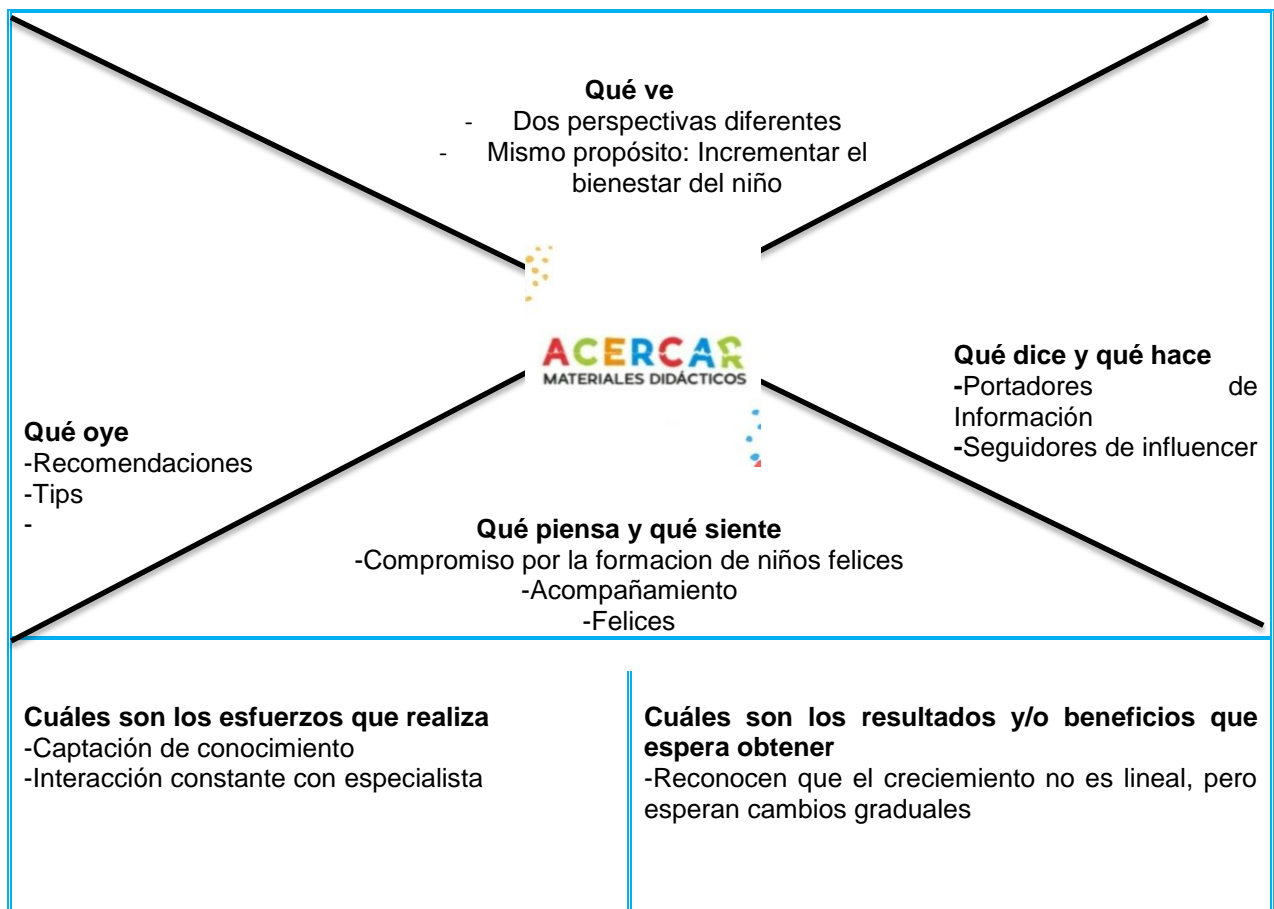 Qué ve
- Dos perspectivas diferentes
- Mismo propósito: Incrementar el
bienestar del niño
ACERCAR
MATERIALES DIDÁCTICOS
Qué dice y qué hace
-Portadores de
Información
-Seguidores de influencer
Qué oye
-Recomendaciones
-Tips
-
Qué piensa y qué siente
-Compromiso por la formacion de niños felices
-Acompañamiento
-Felices
Cuáles son los esfuerzos que realiza
-Captación de conocimiento
-Interacción constante con especialista
Cuáles son los resultados y/o beneficios que
espera obtener
-Reconocen que el creciemiento no es lineal, pero
esperan cambios graduales